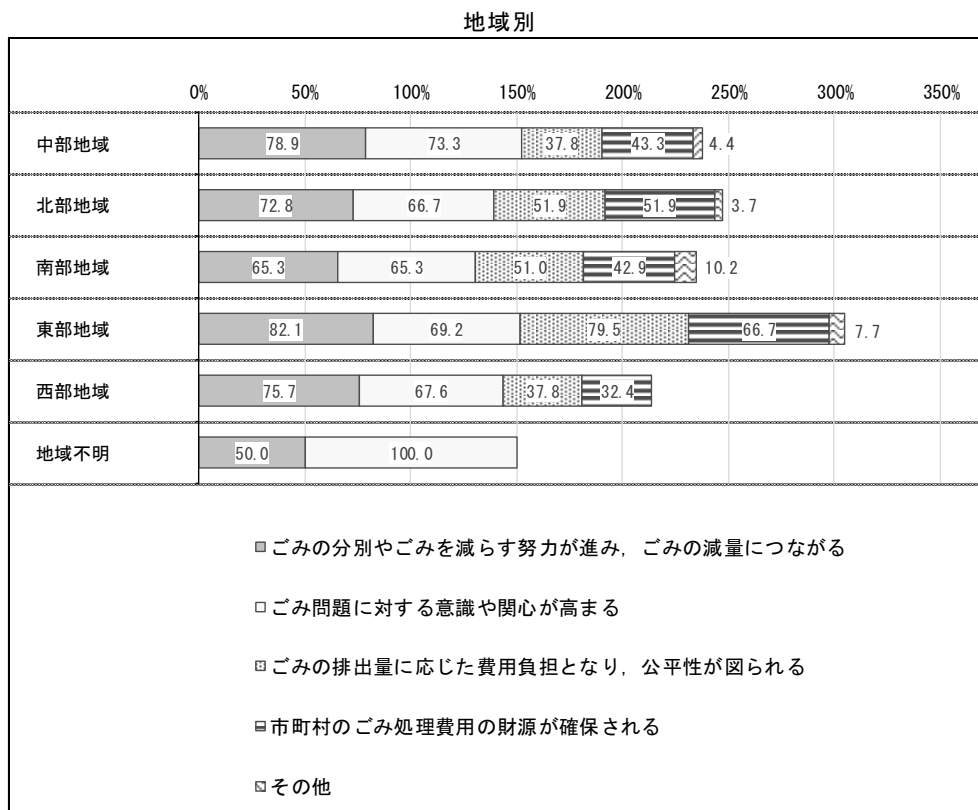 地域別
0% 50% 100% 150% 200% 250% 300% 350%
中部地域 78.9 73.3 37.8 43.3 4.4
北部地域 72.8 66.7 51.9 51.9 3.7
南部地域 65.3 65.3 51.0 42.9 10.2
東部地域 82.1 69.2 79.5 66.7 7.7
西部地域 75.7 67.6 37.8 32.4
地域不明 50.0 100.0
ごみの分別やごみを減らす努力が進み，ごみの減量につながる
ごみ問題に対する意識や関心が高まる
ごみの排出量に応じた費用負担となり，公平性が図られる
市町村のごみ処理費用の財源が確保される
その他